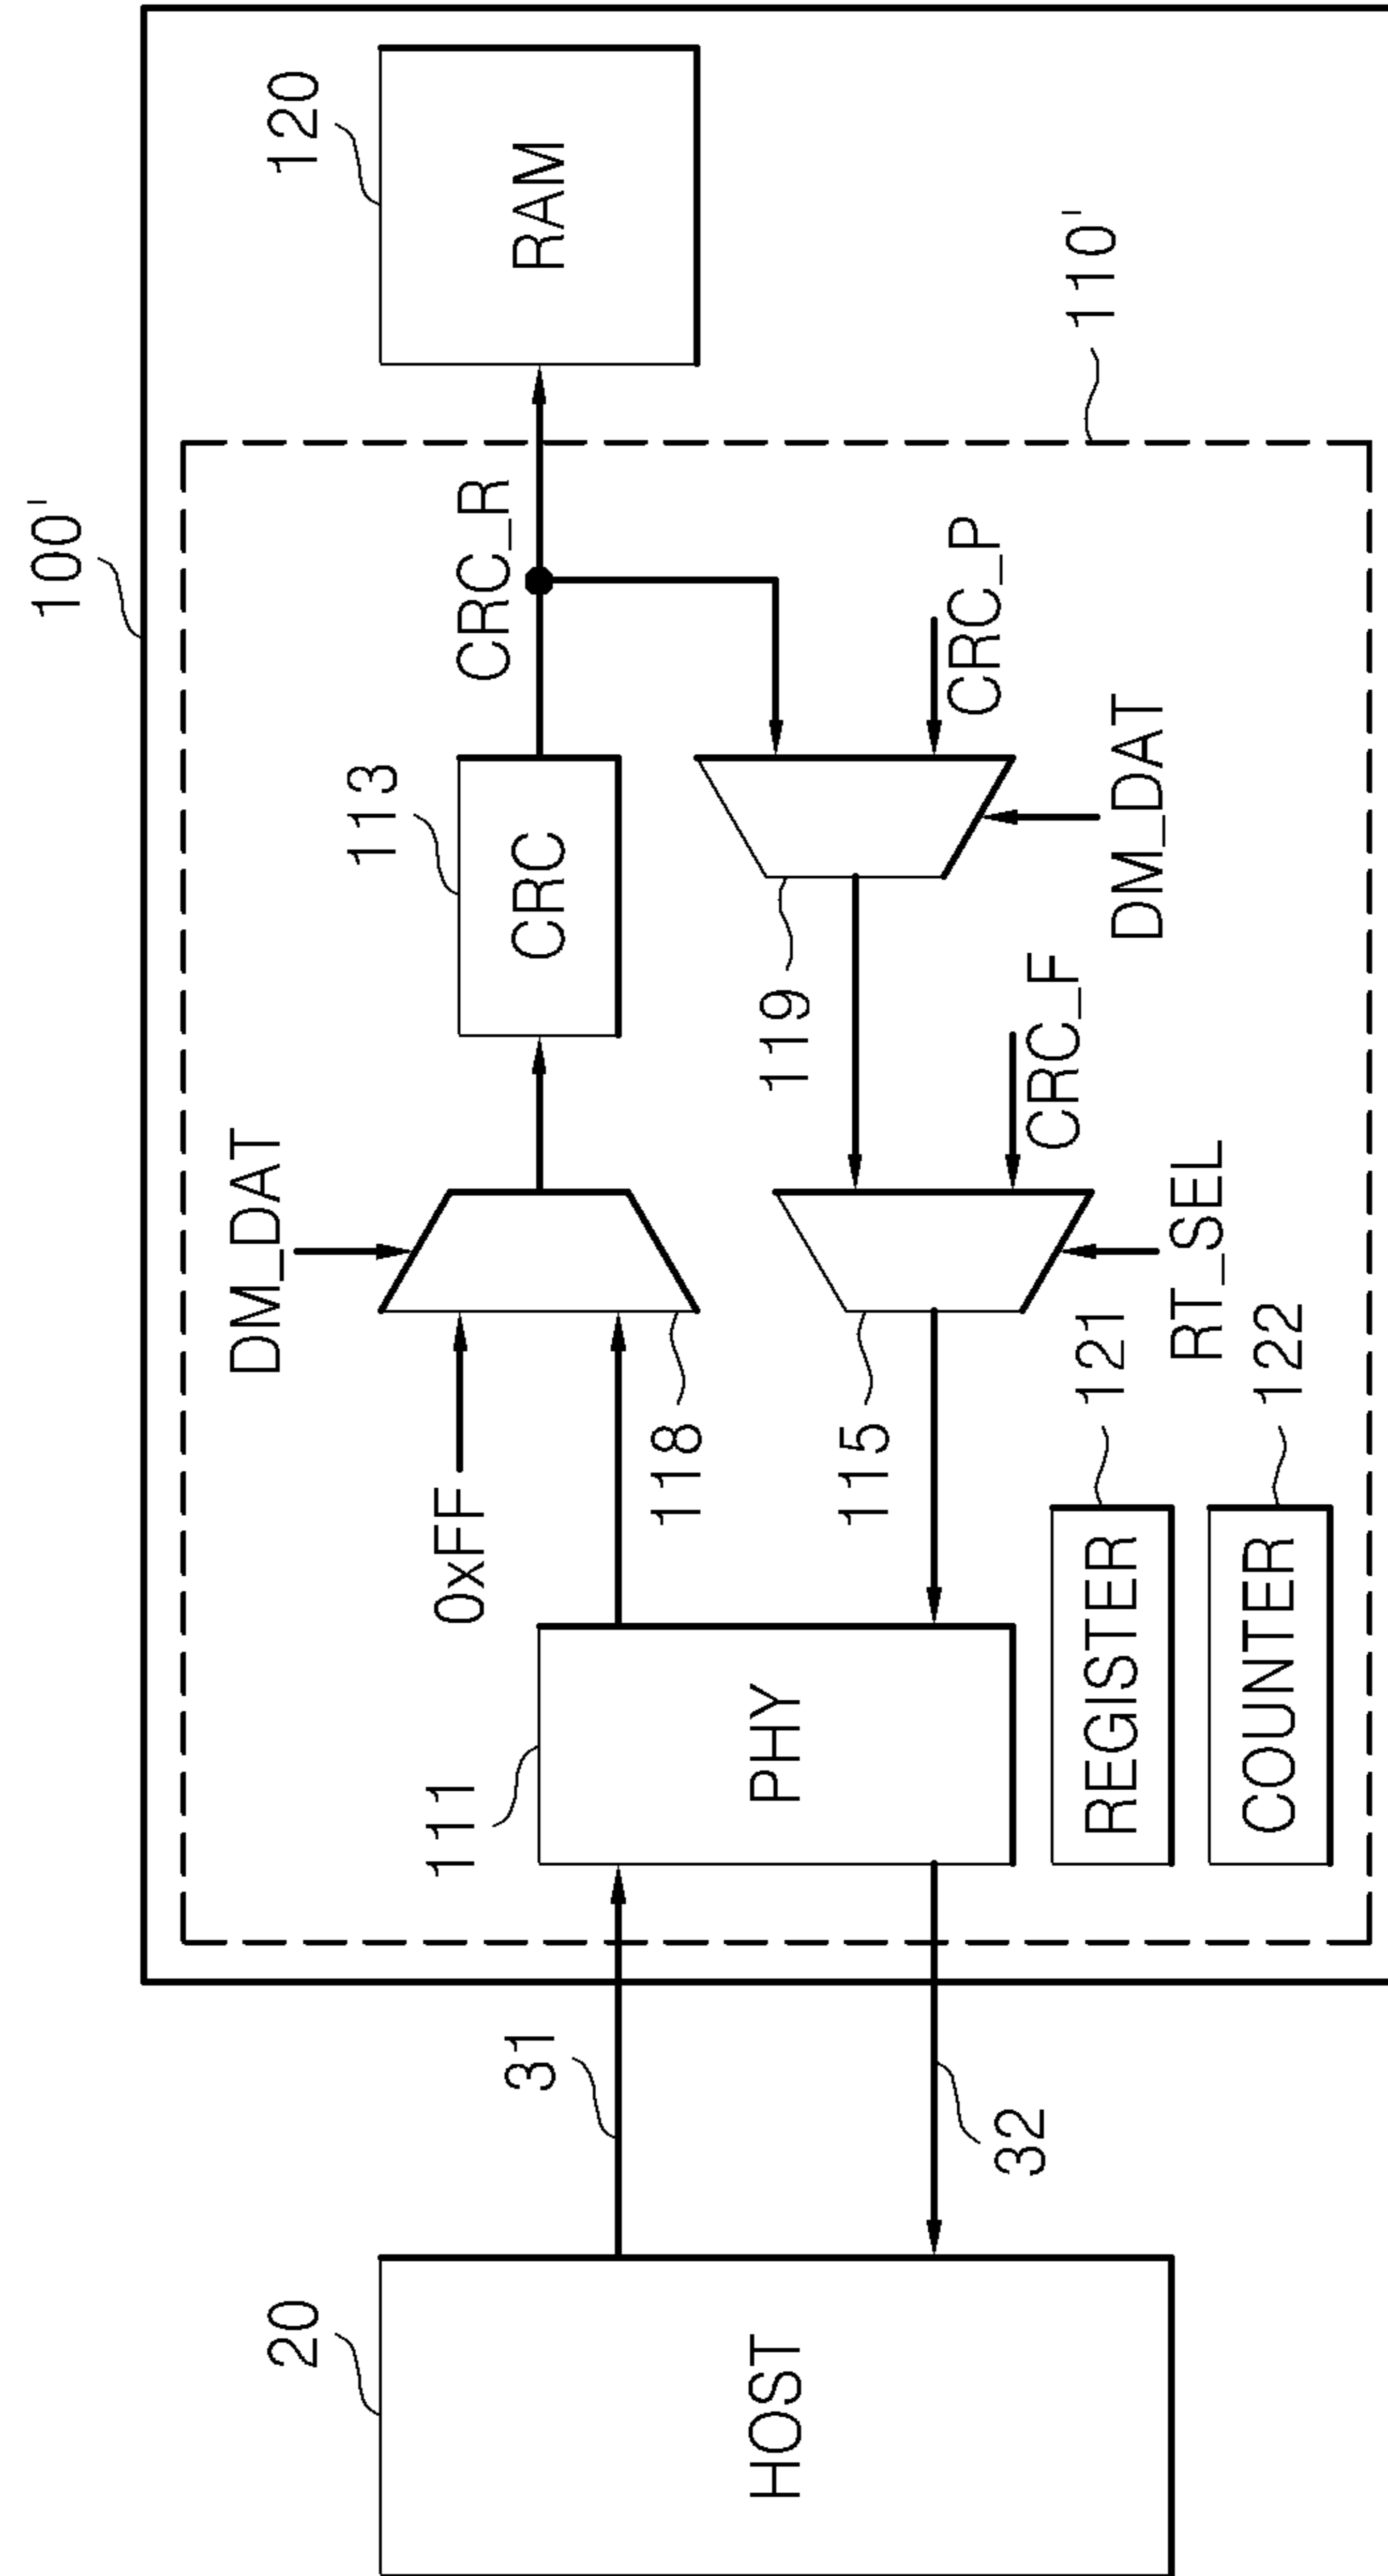 100'
20
HOST
31
32
110'
111
PHY
0xFF
DM_DAT
118
113
CRC
CRC_R
120
RAM
119
CRC_P
DM_DAT
115
CRC_F
RT_SEL
REGISTER
121
COUNTER
122